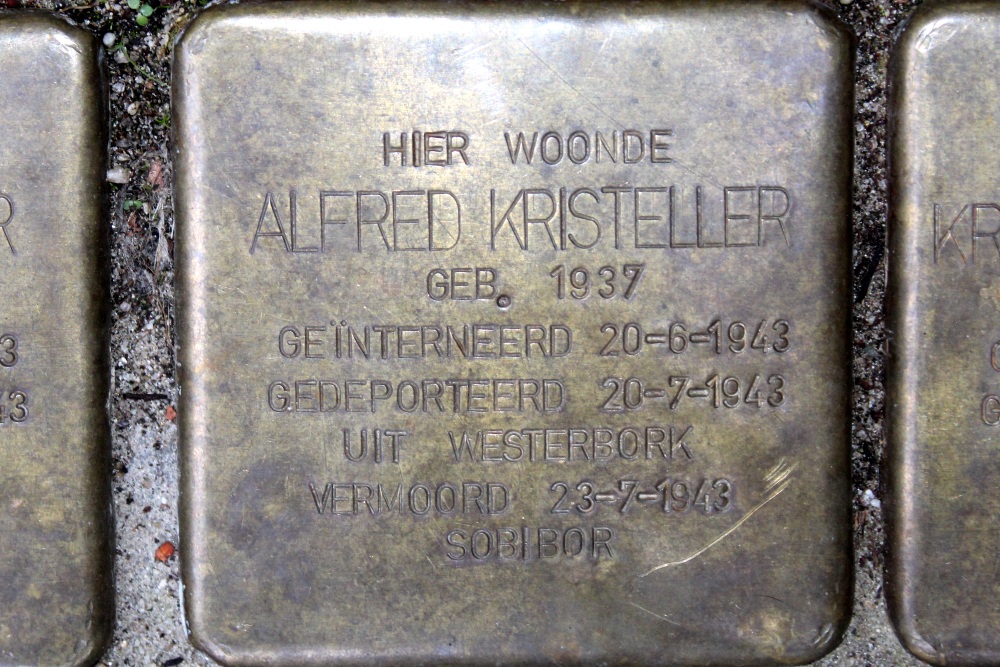 HIER WOONDE
ALFRED KRISTELLER
GEB. 1937
GEÏNTERNEERD 20-6-1943
GEDEPORTEERD 20-7-1943
UIT WESTERBORK
VERMOORD 23-7-1943
SOBIBOR